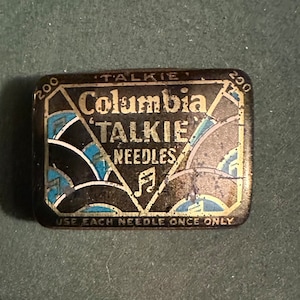 'TALKIE'
200 200
Columbia
'TALKIE'
NEEDLES
USE EACH NEEDLE ONCE ONLY